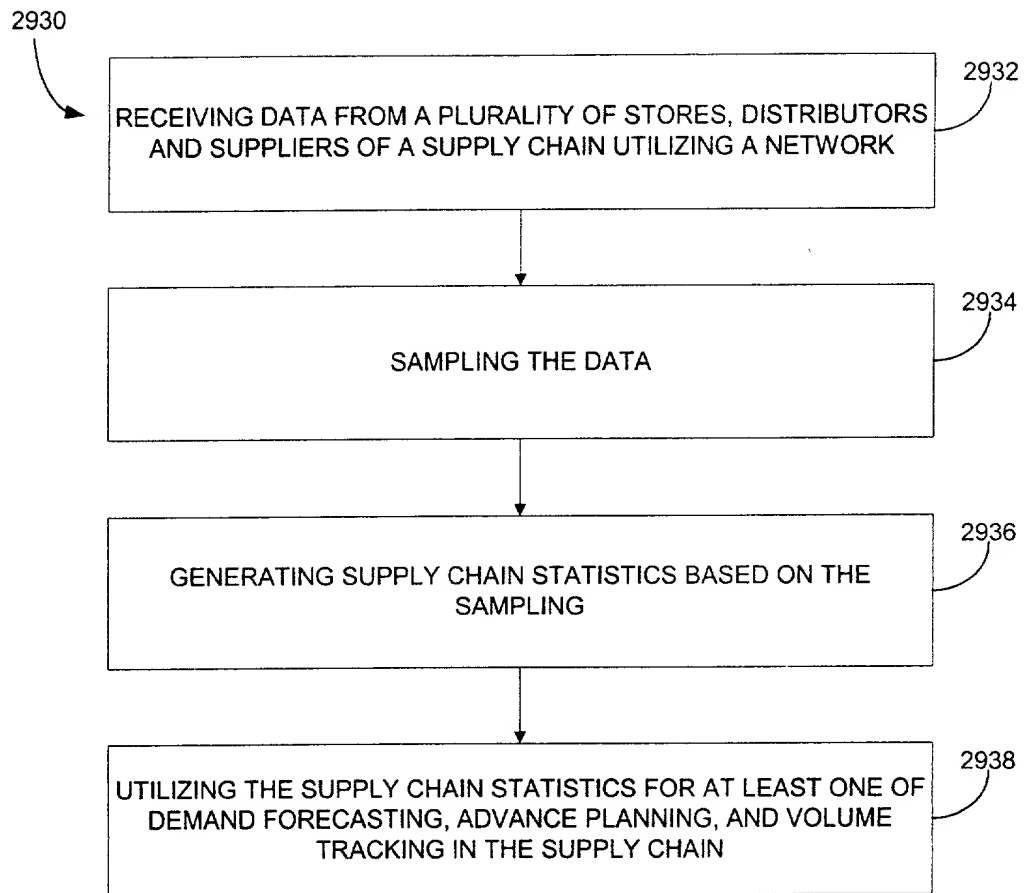 2930
2932
RECEIVING DATA FROM A PLURALITY OF STORES, DISTRIBUTORS
AND SUPPLIERS OF A SUPPLY CHAIN UTILIZING A NETWORK
2934
SAMPLING THE DATA
2936
GENERATING SUPPLY CHAIN STATISTICS BASED ON THE
SAMPLING
2938
UTILIZING THE SUPPLY CHAIN STATISTICS FOR AT LEAST ONE OF
DEMAND FORECASTING, ADVANCE PLANNING, AND VOLUME
TRACKING IN THE SUPPLY CHAIN